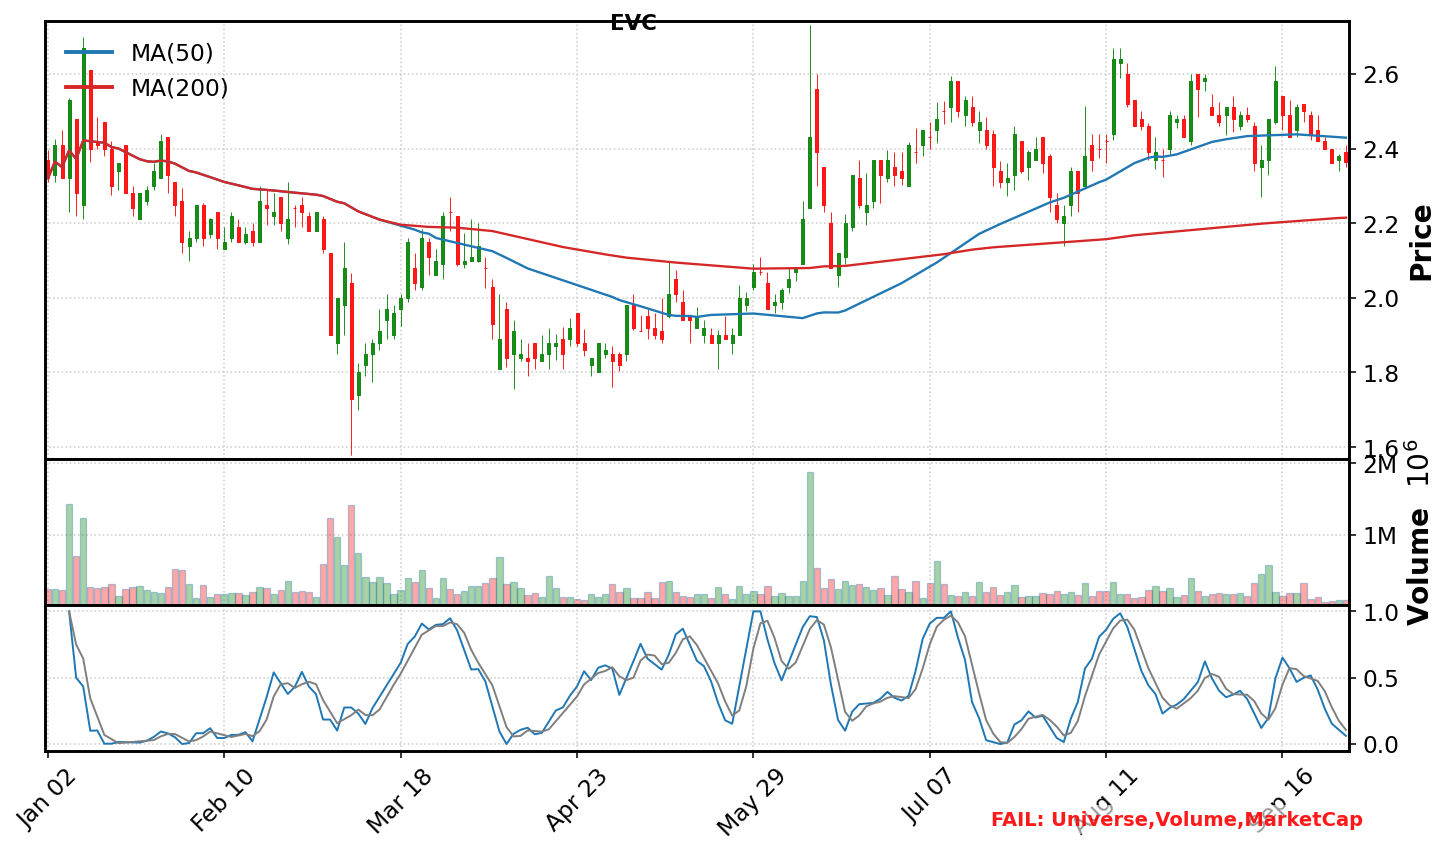 EVC
MA(50)
MA(200)
2.6
2.4
2.2
2.0
1.8
1.6
Price
2M
1M
Volume 10^6
1.0
0.5
0.0
Jan 02
Feb 10
Mar 18
Apr 23
May 29
Jul 07
Aug 11
Sep 16
FAIL: Universe,Volume,MarketCap